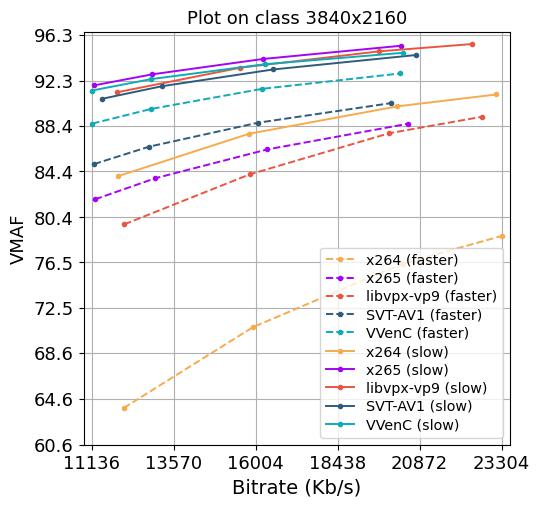 Plot on class 3840x2160
VMAF
96.3
92.3
88.4
84.4
80.4
76.5
72.5
68.6
64.6
60.6
x264 (faster)
x265 (faster)
libvpx-vp9 (faster)
SVT-AV1 (faster)
VVenC (faster)
x264 (slow)
x265 (slow)
libvpx-vp9 (slow)
SVT-AV1 (slow)
VVenC (slow)
11136 13570 16004 18438 20872 23304
Bitrate (Kb/s)